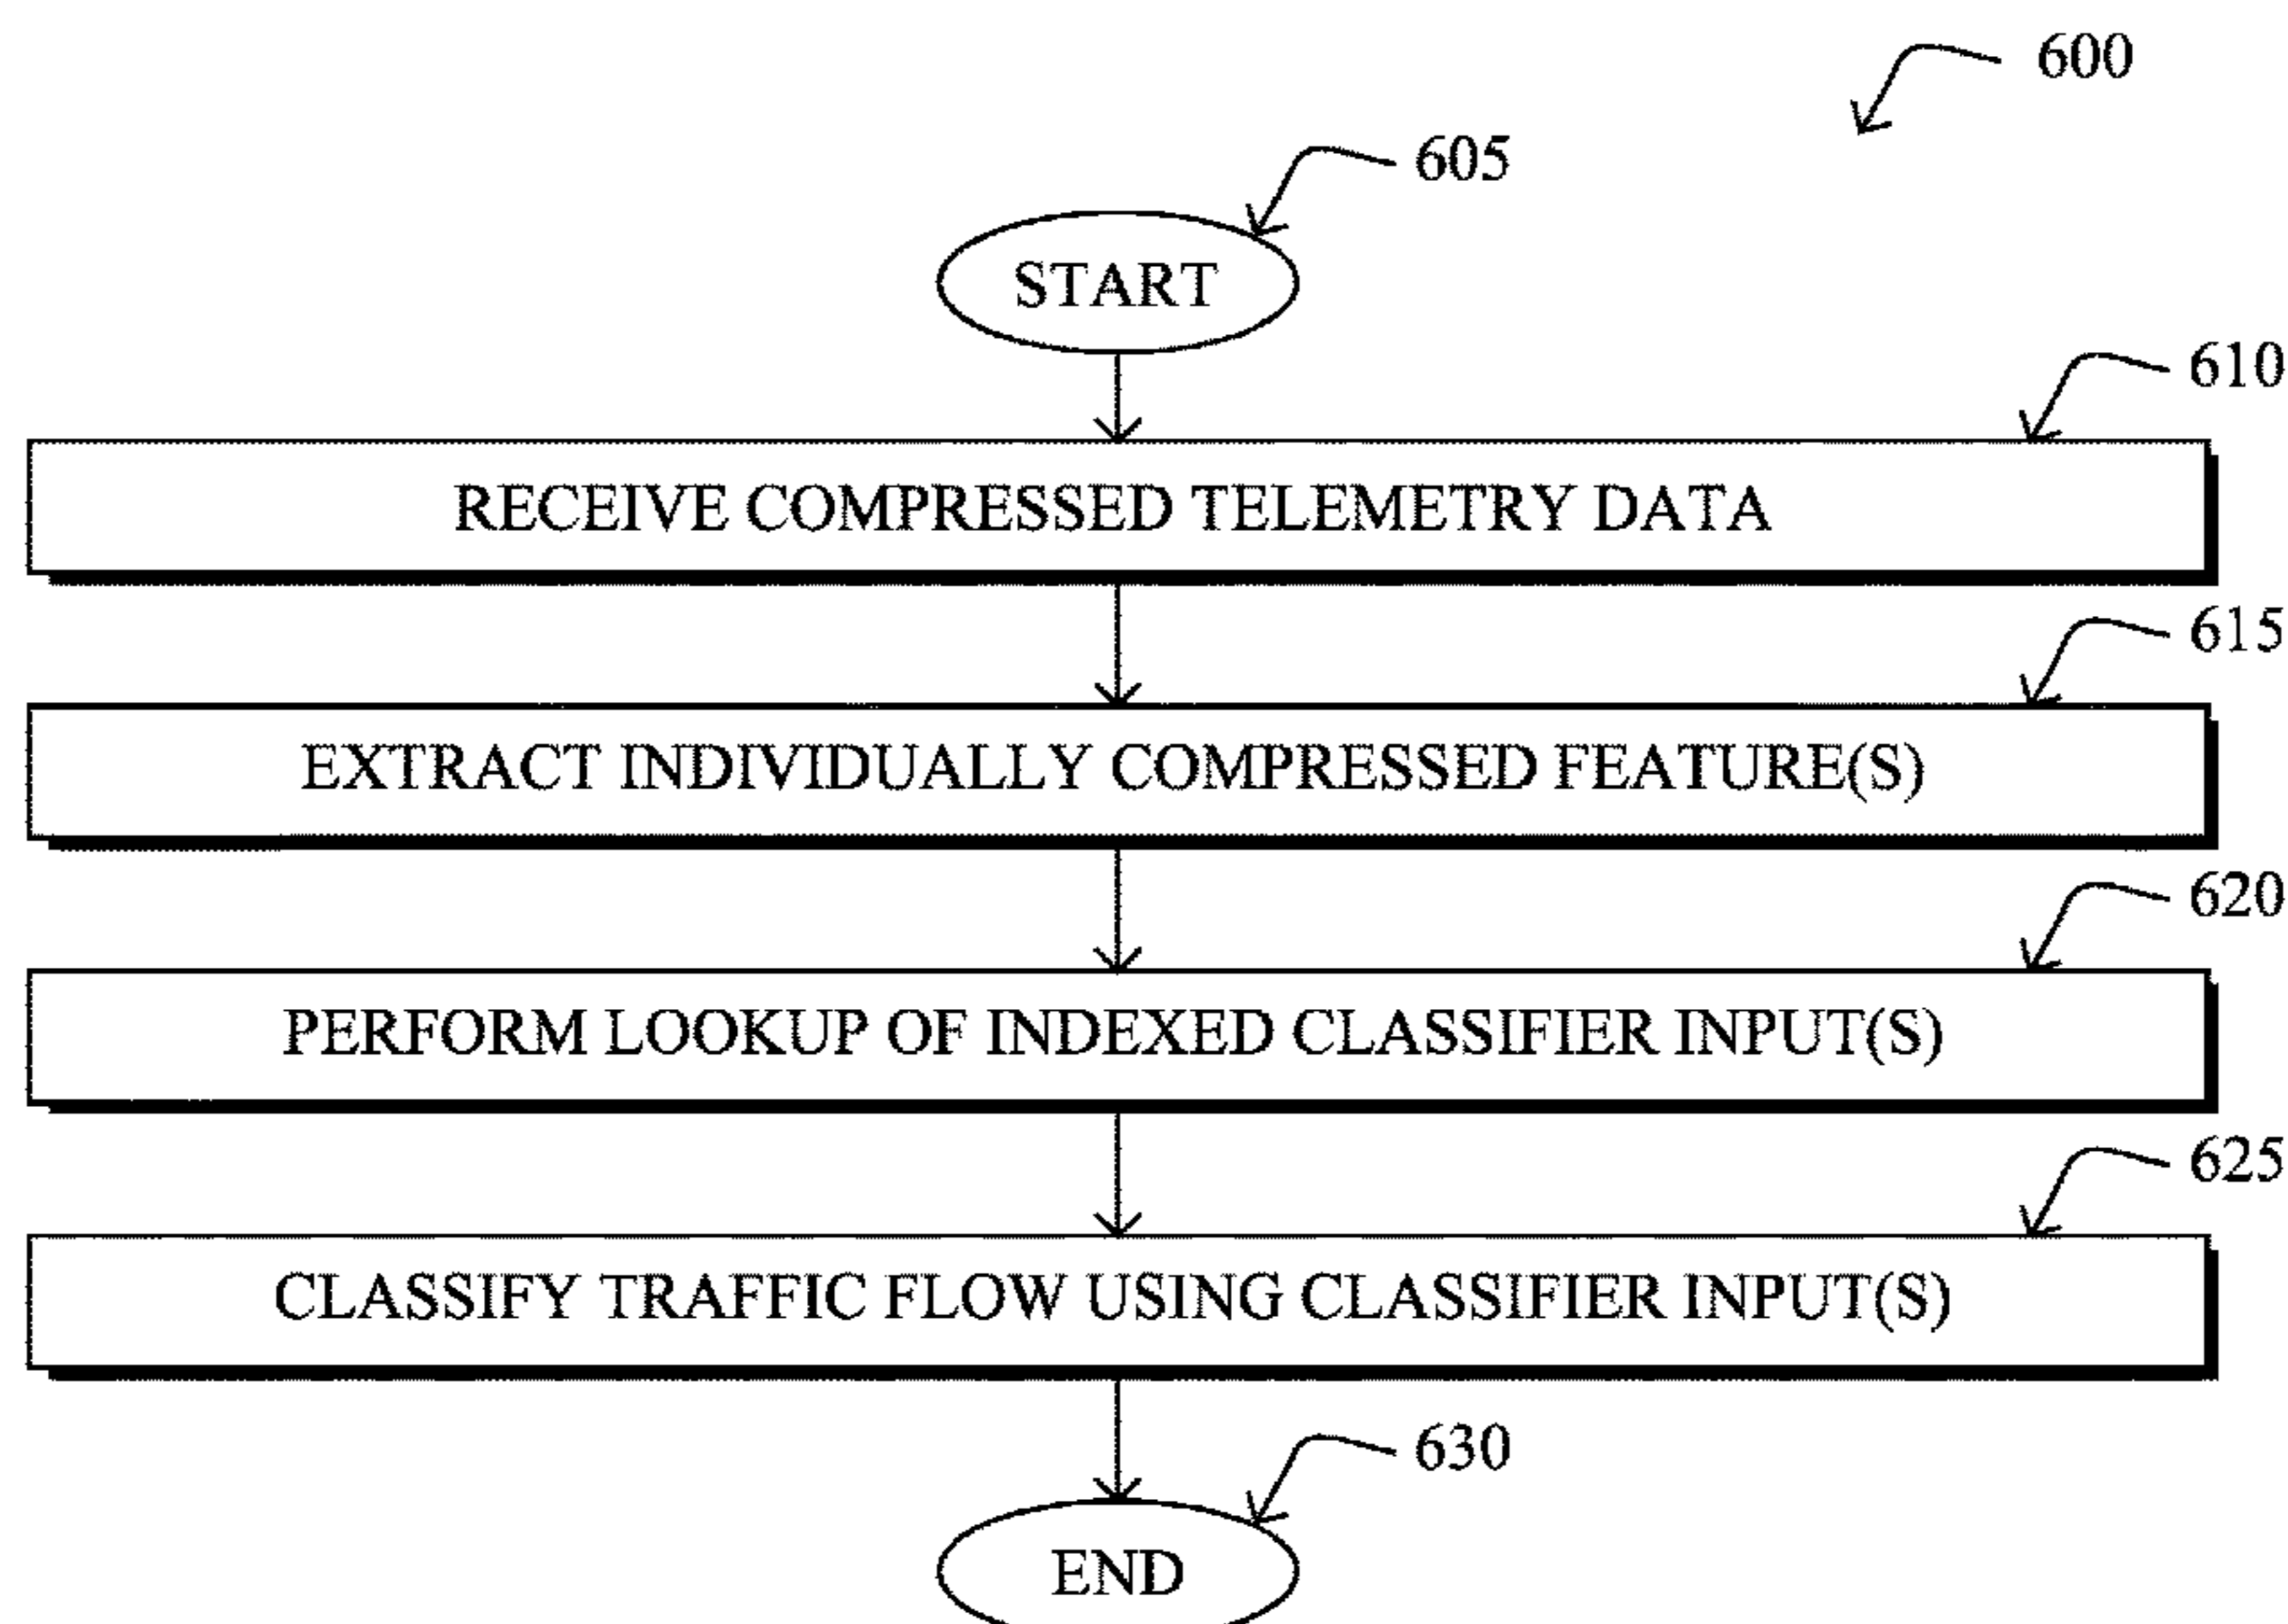 600
605
START
610
RECEIVE COMPRESSED TELEMETRY DATA
615
EXTRACT INDIVIDUALLY COMPRESSED FEATURE(S)
620
PERFORM LOOKUP OF INDEXED CLASSIFIER INPUT(S)
625
CLASSIFY TRAFFIC FLOW USING CLASSIFIER INPUT(S)
630
END